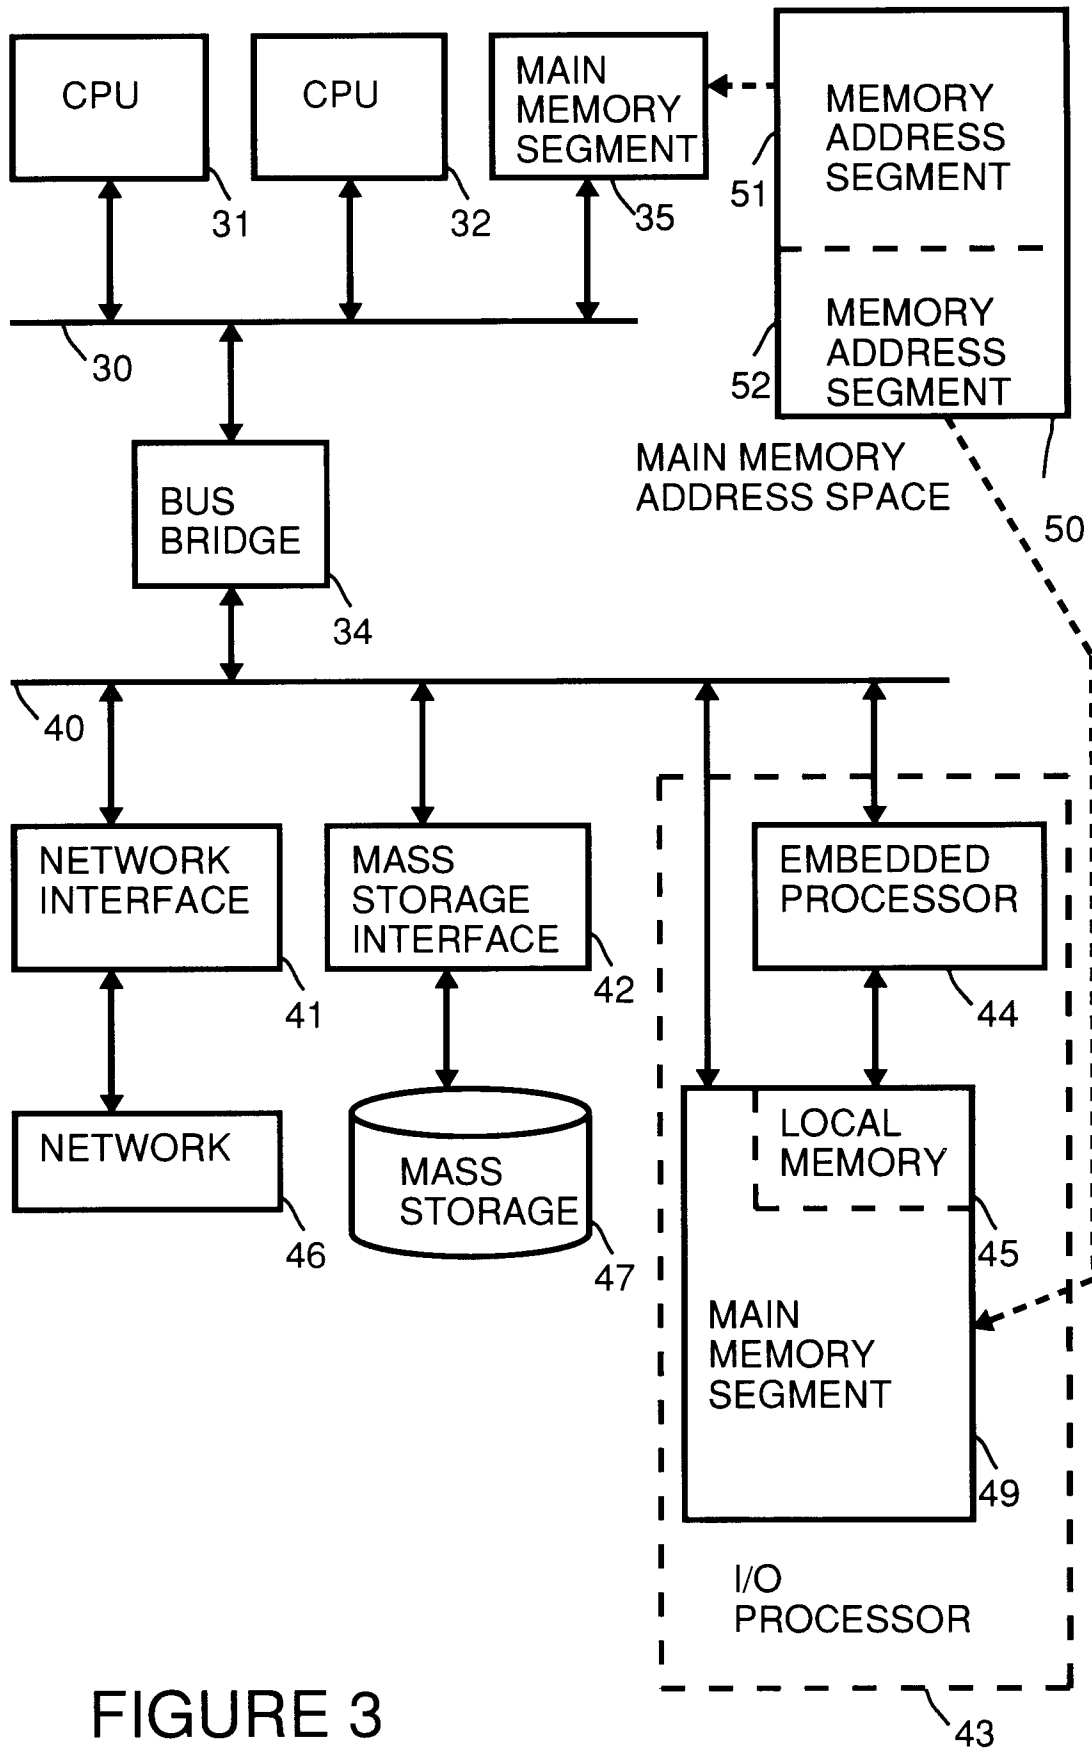 CPU
CPU
MAIN
MEMORY
SEGMENT
MEMORY
ADDRESS
SEGMENT
31
32
35
51
30
52
MEMORY
ADDRESS
SEGMENT
MAIN MEMORY
ADDRESS SPACE
50
BUS
BRIDGE
34
40
NETWORK
INTERFACE
41
MASS
STORAGE
INTERFACE
42
EMBEDDED
PROCESSOR
44
NETWORK
46
MASS
STORAGE
47
LOCAL
MEMORY
45
MAIN
MEMORY
SEGMENT
49
I/O
PROCESSOR
43
FIGURE 3